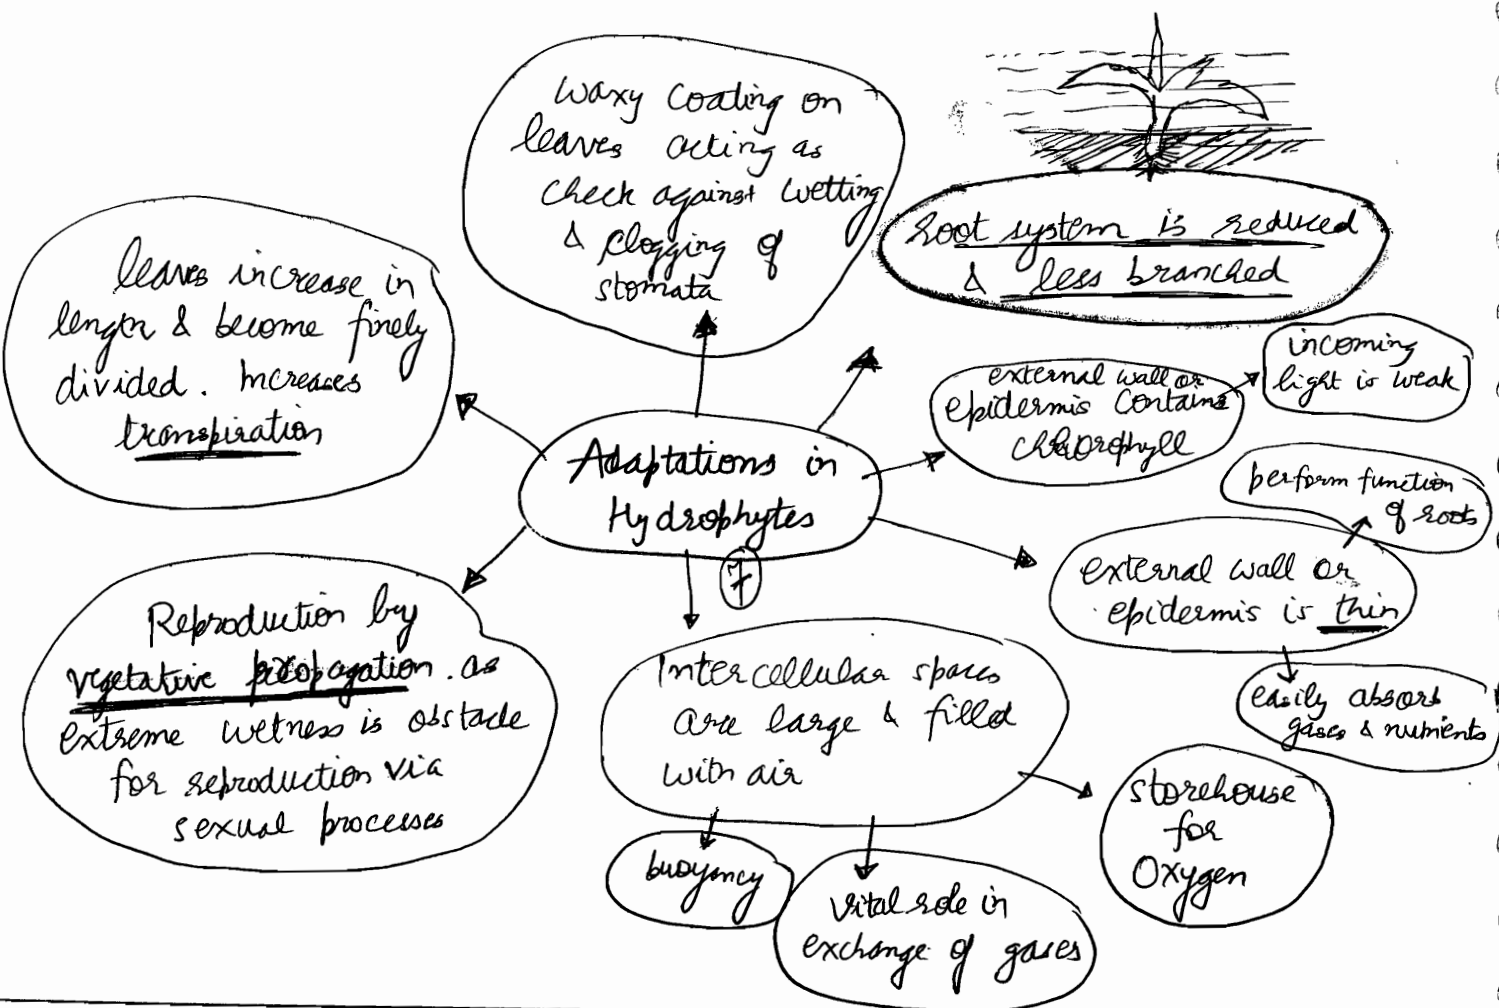 waxy coating on
leaves acting as
check against wetting
& clogging of
stomata
root system is reduced
& less branched
leaves increase in
length & become finely
divided. Increases
transpiration
incoming
light is weak
external wall or
epidermis contains
chlorophyll
Adaptations in
Hydrophytes
7
perform function
of roots
external wall or
epidermis is thin
easily absorb
gases & nutrients
Reproduction by
vegetative propagation. as
extreme wetness is obstacle
for reproduction via
sexual processes
Intercellular spaces
are large & filled
with air
storehouse
for
Oxygen
buoyancy
vital role in
exchange of gases